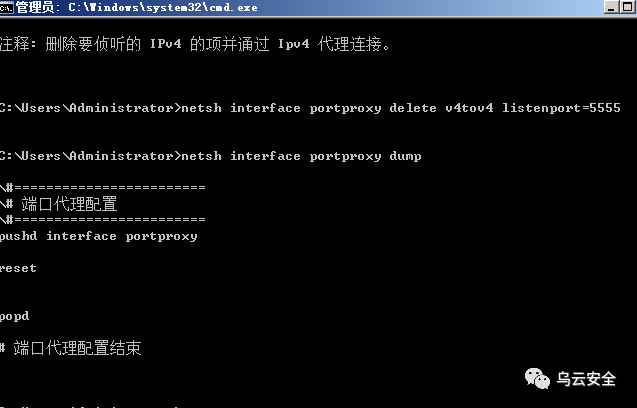 管理员: C:\Windows\system32\cmd.exe
注释: 删除要侦听的 IPv4 的项并通过 Ipv4 代理连接。
C:\Users\Administrator>netsh interface portproxy delete v4tov4 listenport=5555
C:\Users\Administrator>netsh interface portproxy dump
\#========================
\# 端口代理配置
\#========================
pushd interface portproxy
reset
popd
# 端口代理配置结束
乌云安全